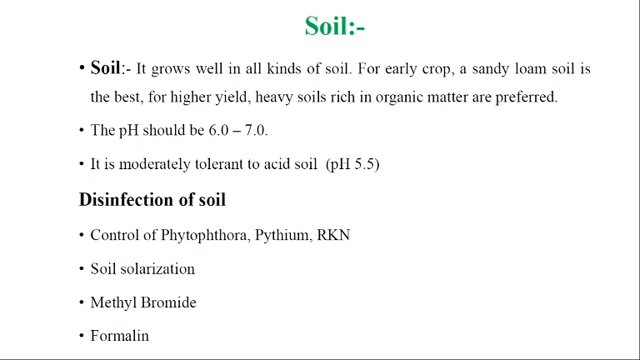 Soil:-
• Soil:- It grows well in all kinds of soil. For early crop, a sandy loam soil is
the best, for higher yield, heavy soils rich in organic matter are preferred.
• The pH should be 6.0 – 7.0.
• It is moderately tolerant to acid soil (pH 5.5)
Disinfection of soil
• Control of Phytophthora, Pythium, RKN
• Soil solarization
• Methyl Bromide
• Formalin